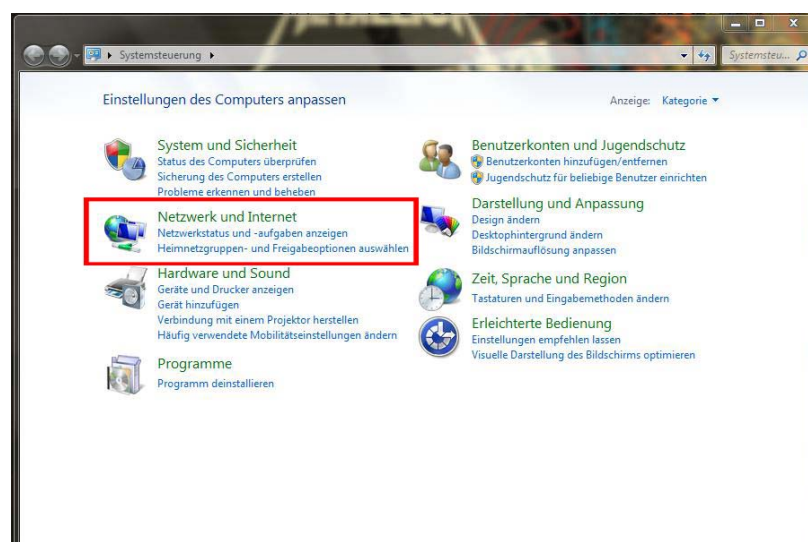 METALLICA
Systemsteuerung
Systemsteu...
Einstellungen des Computers anpassen
Anzeige: Kategorie
System und Sicherheit
Status des Computers überprüfen
Sicherung des Computers erstellen
Probleme erkennen und beheben
Netzwerk und Internet
Netzwerkstatus und -aufgaben anzeigen
Heimnetzgruppen- und Freigabeoptionen auswählen
Hardware und Sound
Geräte und Drucker anzeigen
Gerät hinzufügen
Verbindung mit einem Projektor herstellen
Häufig verwendete Mobilitätseinstellungen ändern
Programme
Programm deinstallieren
Benutzerkonten und Jugendschutz
Benutzerkonten hinzufügen/entfernen
Jugendschutz für beliebige Benutzer einrichten
Darstellung und Anpassung
Design ändern
Desktophintergrund ändern
Bildschirmauflösung anpassen
Zeit, Sprache und Region
Tastaturen und Eingabemethoden ändern
Erleichterte Bedienung
Einstellungen empfehlen lassen
Visuelle Darstellung des Bildschirms optimieren